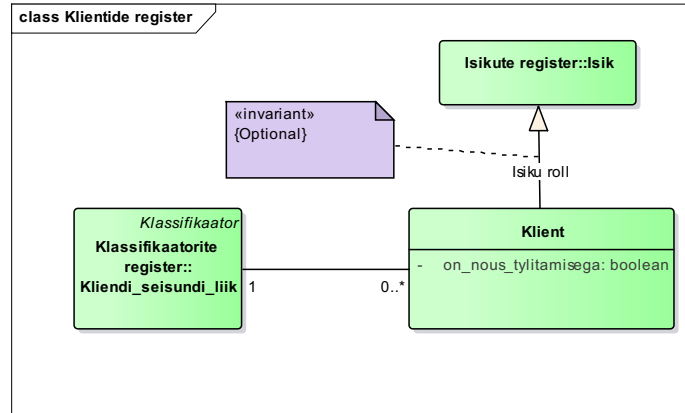 class Klientide register
Isikute register::Isik
«invariant»
{Optional}
Isiku roll
Klassifikaator
Klassifikaatorite
register::
Kliendi_seisundi_liik
1
0..*
Klient
- on_nous_tylitamisega: boolean